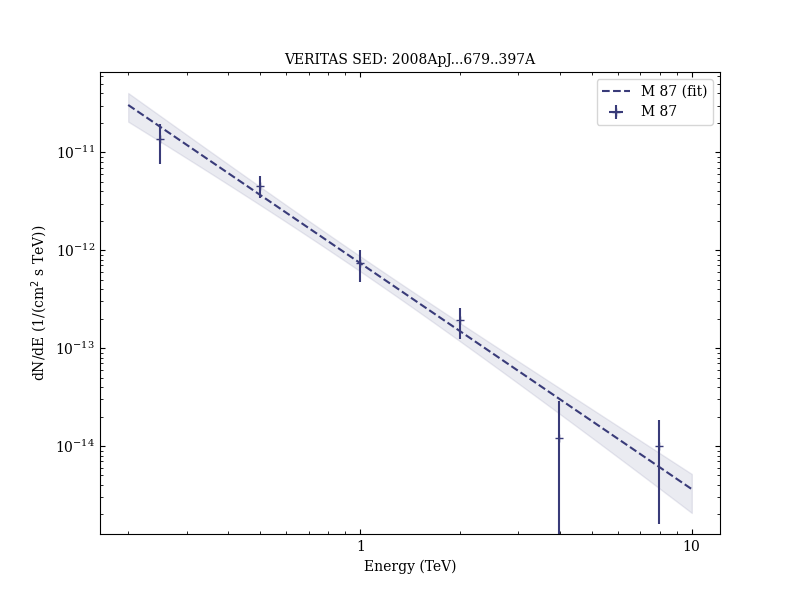 VERITAS SED: 2008ApJ...679..397A
M 87 (fit)
M 87
dN/dE (1/(cm² s TeV))
10⁻¹¹
10⁻¹²
10⁻¹³
10⁻¹⁴
1
10
Energy (TeV)